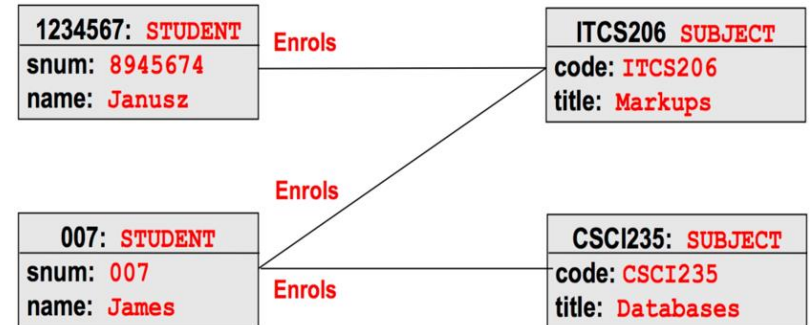 1234567: STUDENT
snum: 8945674
name: Janusz
Enrols
ITCS206 SUBJECT
code: ITCS206
title: Markups
Enrols
007: STUDENT
snum: 007
name: James
Enrols
CSCI235: SUBJECT
code: CSCI235
title: Databases